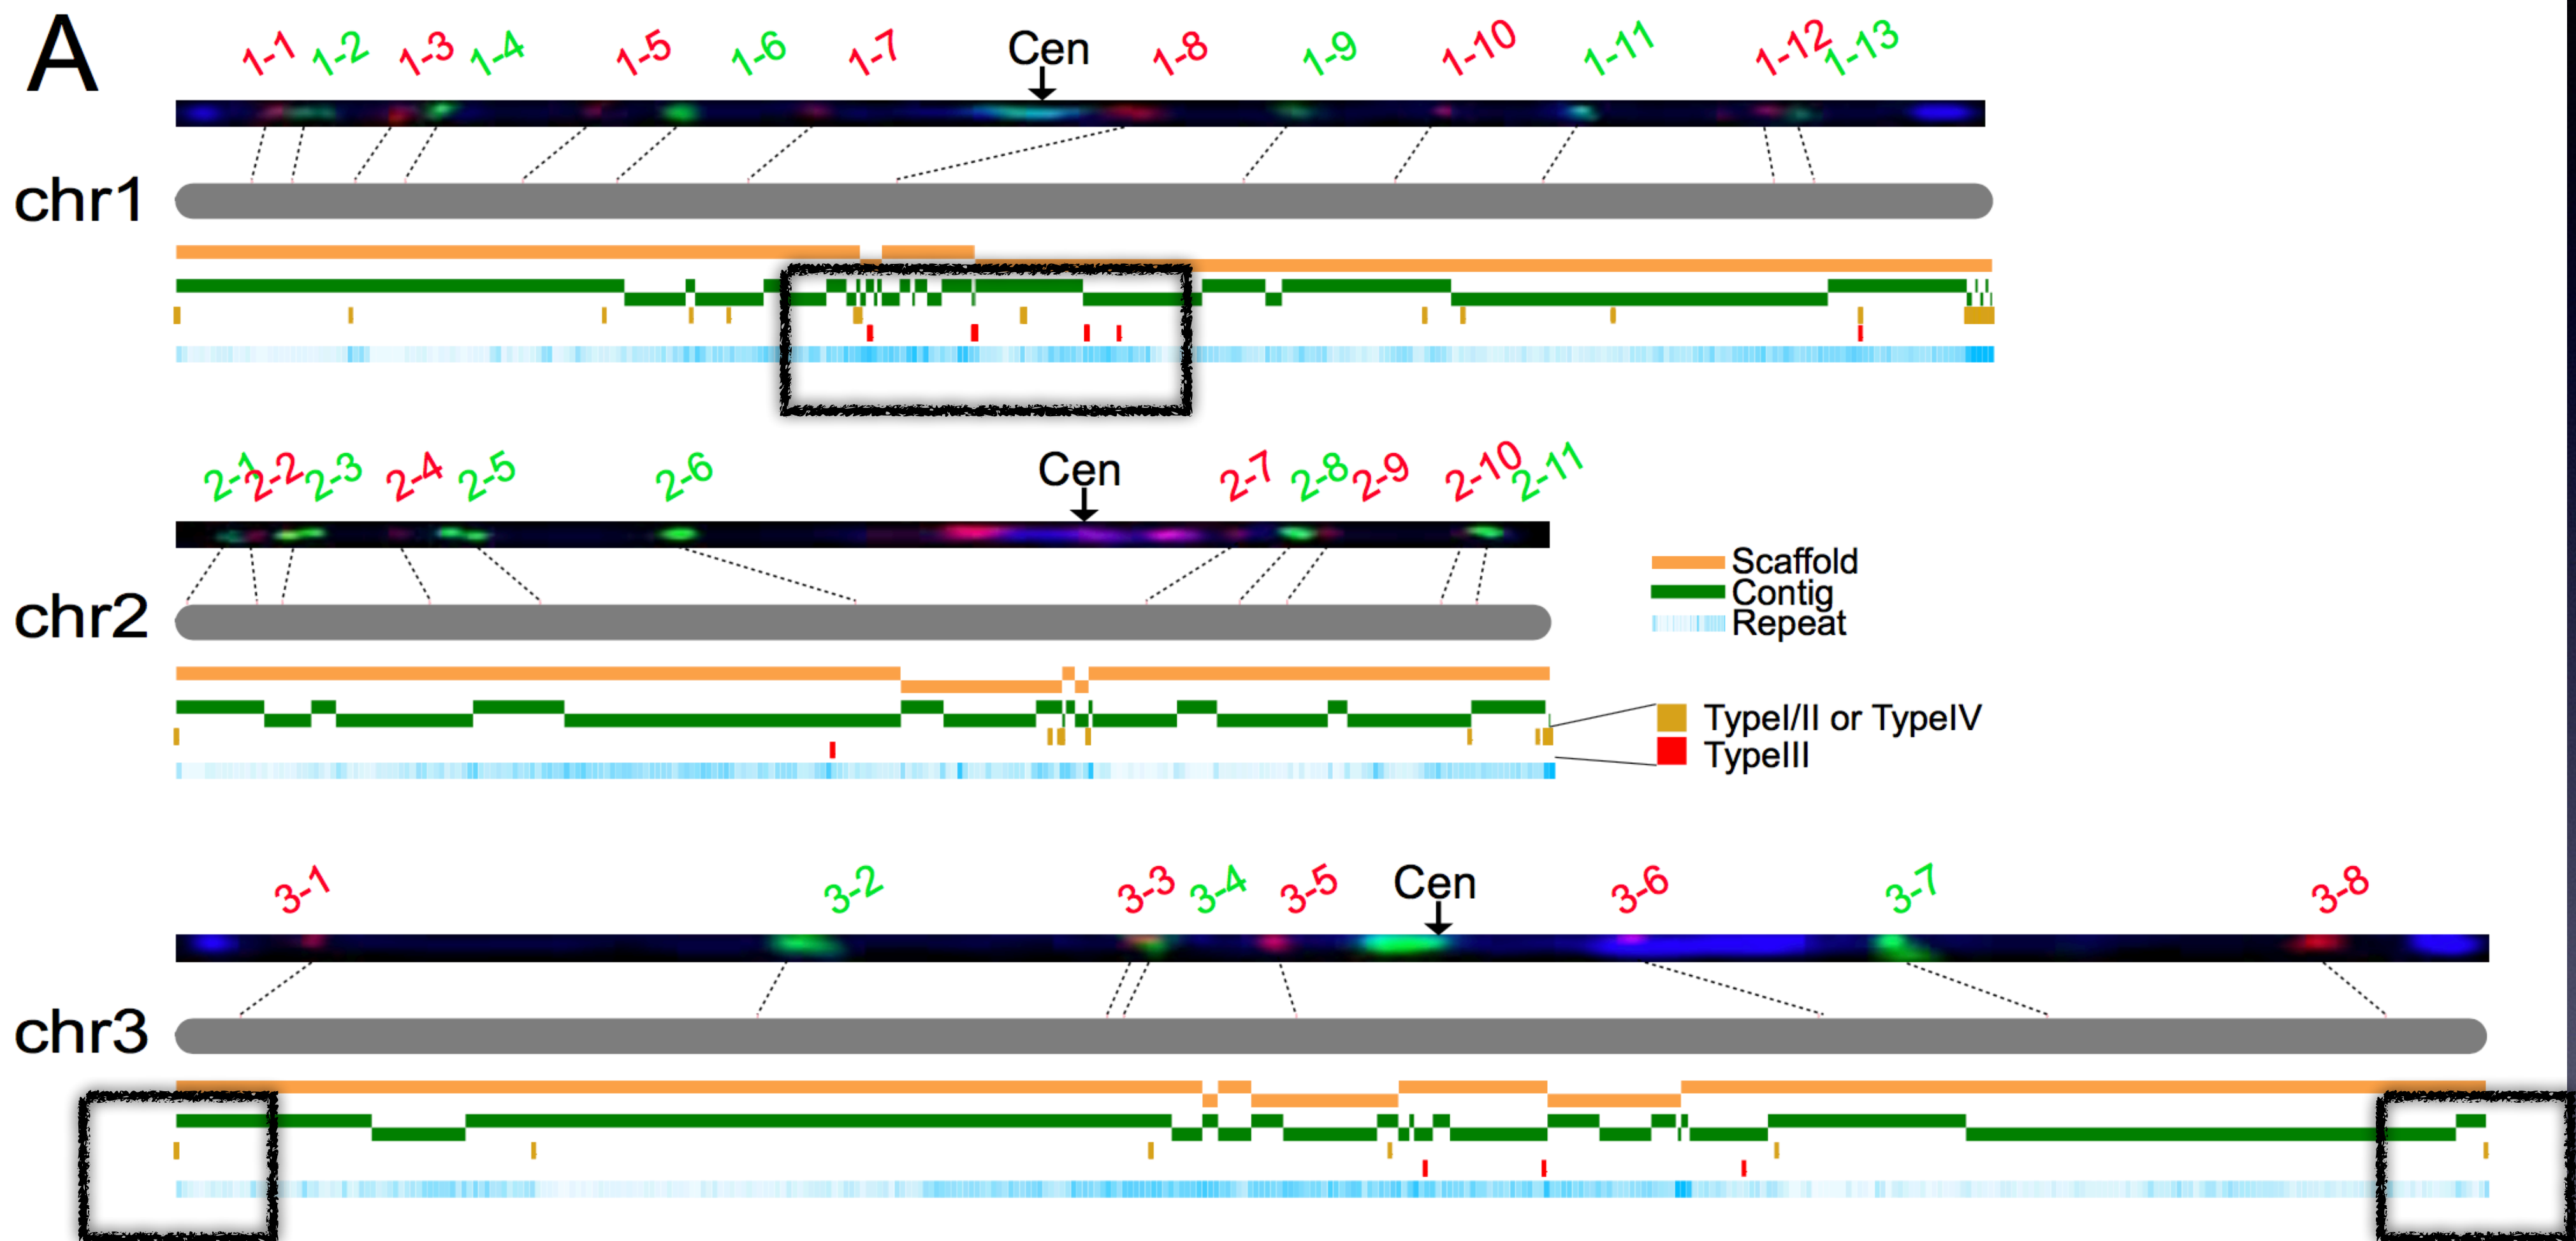 A
1-1 1-2 1-3 1-4 1-5 1-6 1-7 Cen 1-8 1-9 1-10 1-11 1-12 1-13
chr1
2-1 2-2 2-3 2-4 2-5 2-6 Cen 2-7 2-8 2-9 2-10 2-11
chr2
Scaffold
Contig
Repeat
TypeI/II or TypeIV
TypeIII
3-1 3-2 3-3 3-4 3-5 Cen 3-6 3-7 3-8
chr3